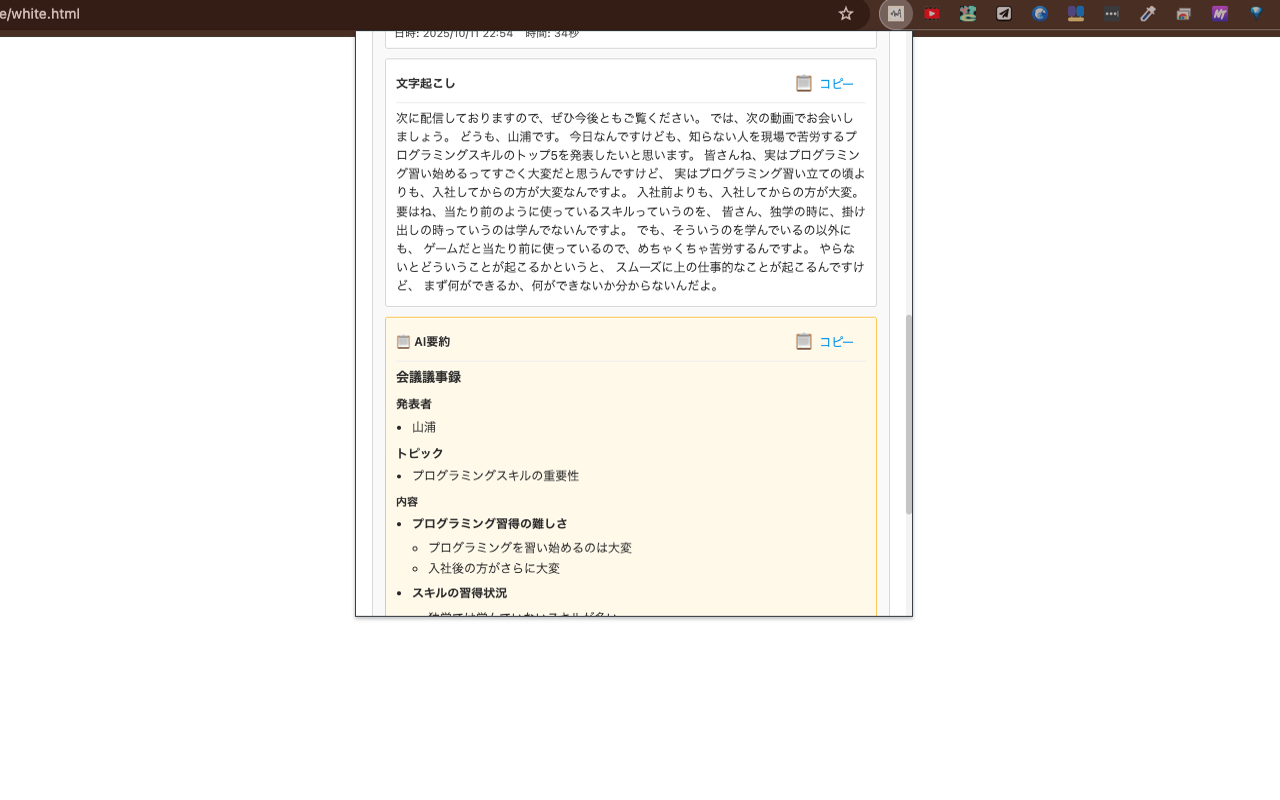 e/white.html
日時: 2025/10/11 22:54 時間: 34秒
文字起こし
コピー
次に配信しておりますので、ぜひ今後ともご覧ください。 では、次の動画でお会いし
ましょう。 どうも、山浦です。 今日なんですけども、知らない人を現場で苦労するプ
ログラミングスキルのトップ5を発表したいと思います。 皆さんね、実はプログラミン
グ習い始めるってすごく大変だと思うんですけど、 実はプログラミング習い立ての頃よ
りも、入社してからの方が大変なんですよ。 入社前よりも、入社してからの方が大変。
要はね、当たり前のように使っているスキルっていうのを、 皆さん、独学の時に、掛け
出しの時っていうのは学んでないんですよ。 でも、そういうのを学んでいるの以外に
も、 ゲームだと当たり前に使っているので、めちゃくちゃ苦労するんですよ。 やらな
いとどういうことが起こるかというと、 スムーズに上の仕事的なことが起こるんですけ
ど、 まず何ができるか、何ができないか分からないんだよ。
AI要約
コピー
会議議事録
発表者
山浦
トピック
プログラミングスキルの重要性
内容
プログラミング習得の難しさ
プログラミングを習い始めるのは大変
入社後の方がさらに大変
スキルの習得状況
独学では学んでいないスキルが多い